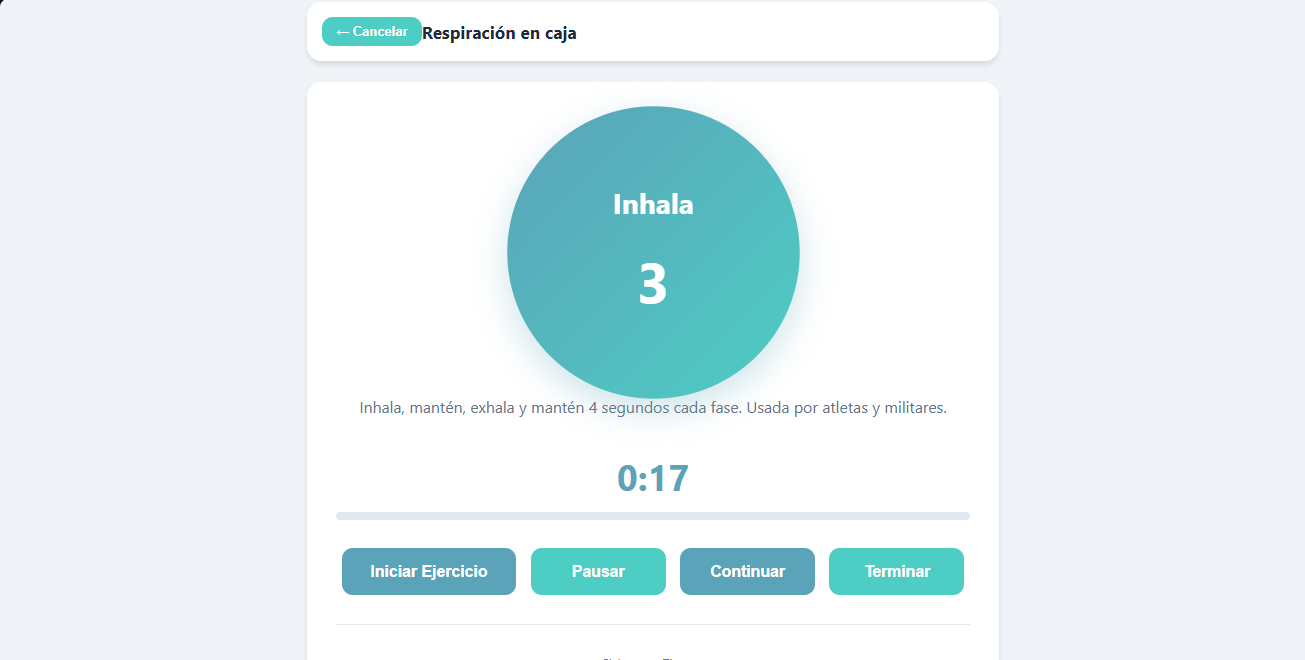 ← Cancelar Respiración en caja
Inhala
3
Inhala, mantén, exhala y mantén 4 segundos cada fase. Usada por atletas y militares.
0:17
Iniciar Ejercicio Pausar Continuar Terminar